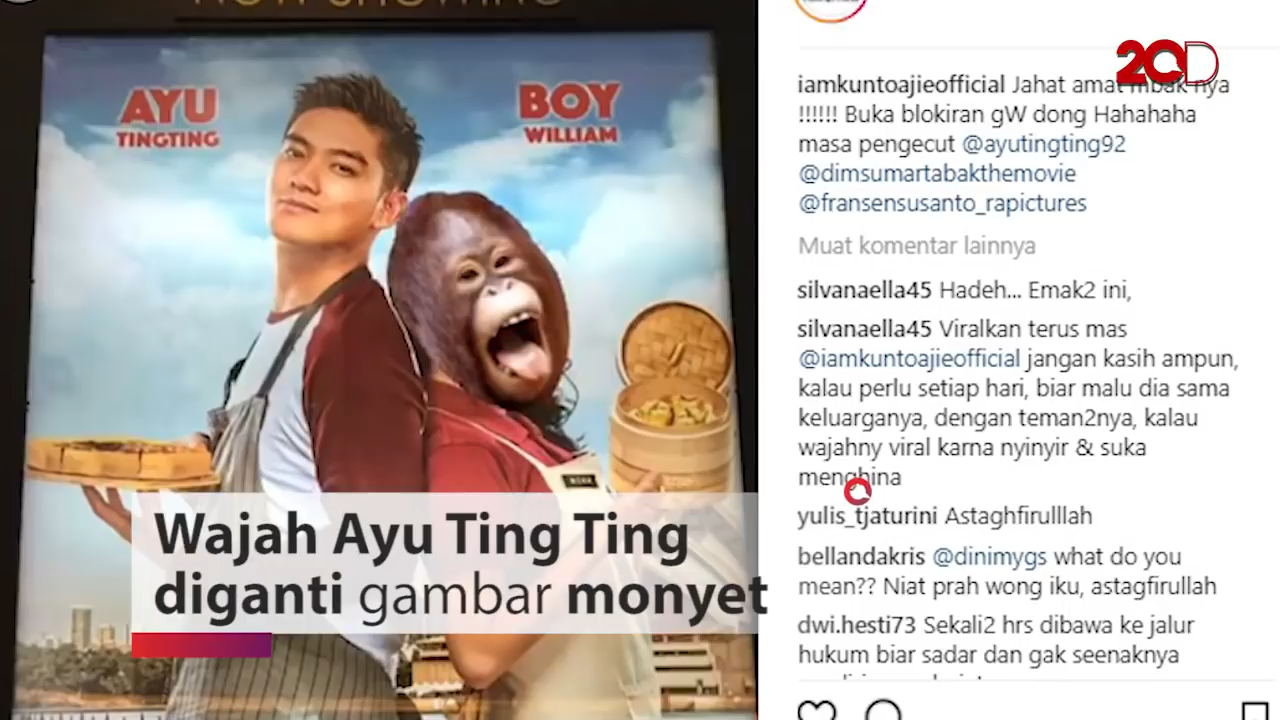 NOW SHOWING
AYU
TINGTING
BOY
WILLIAM
Wajah Ayu Ting Ting
diganti gambar monyet
20D
iamkuntoajieofficial Jahat amat mbak nya
!!!!!! Buka blokiran gW dong Hahahaha
masa pengecut @ayutingting92
@dimsumartabakthemovie
@fransensusanto_rapictures
Muat komentar lainnya
silvanaella45 Hadeh... Emak2 ini,
silvanaella45 Viralkan terus mas
@iamkuntoajieofficial jangan kasih ampun,
kalau perlu setiap hari, biar malu dia sama
keluarganya, dengan teman2nya, kalau
wajahny viral karna nyinyir & suka
menghina
yulis_tjaturini Astaghfirulllah
bellandakris @dinimygs what do you
mean?? Niat prah wong iku, astagfirullah
dwi.hesti73 Sekali2 hrs dibawa ke jalur
hukum biar sadar dan gak seenaknya